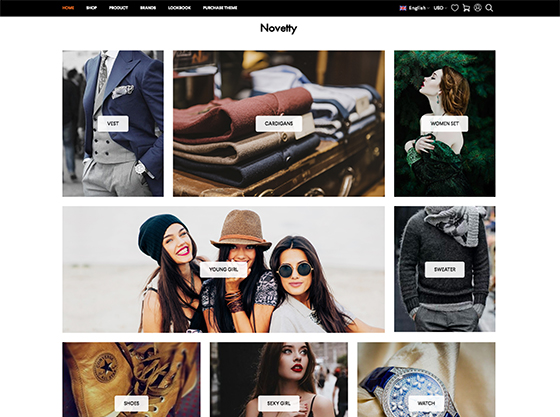 HOME SHOP PRODUCT BRANDS LOOKBOOK PURCHASE THEME English USD
Novetty
VEST CARDIGANS WOMEN SET
YOUNG GIRL SWEATER
SHOES SEXY GIRL WATCH